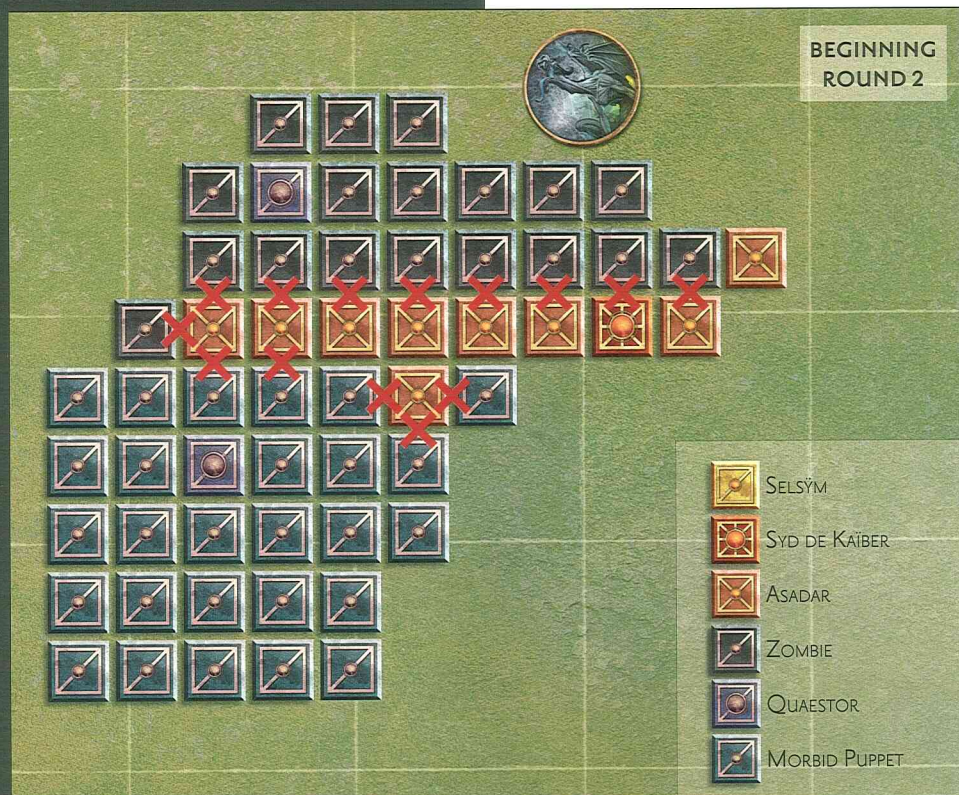 BEGINNING
ROUND 2
SELSŸM
SYD DE KAÏBER
ASADAR
ZOMBIE
QUAESTOR
MORBID PUPPET